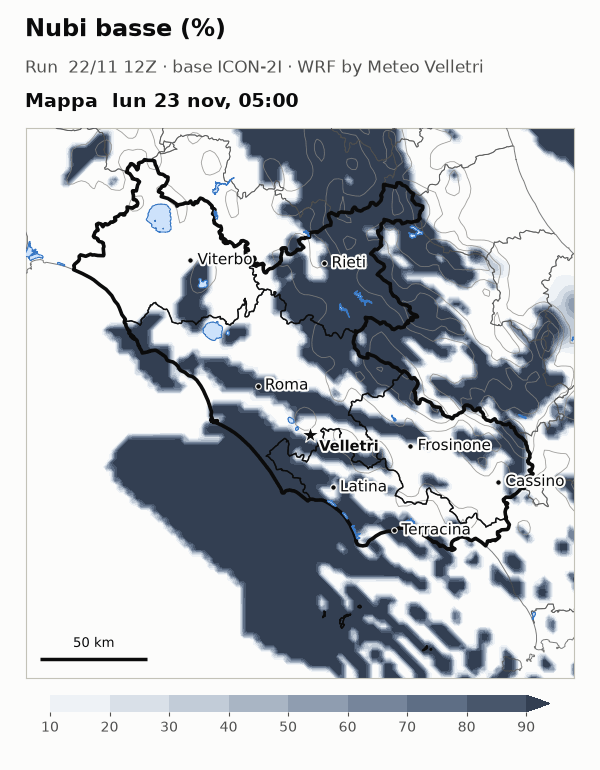 Nubi basse (%)
Run 22/11 12Z · base ICON-2I · WRF by Meteo Velletri
Mappa lun 23 nov, 05:00
Viterbo
Rieti
Roma
Velletri
Frosinone
Latina
Cassino
Terracina
50 km
10 20 30 40 50 60 70 80 90